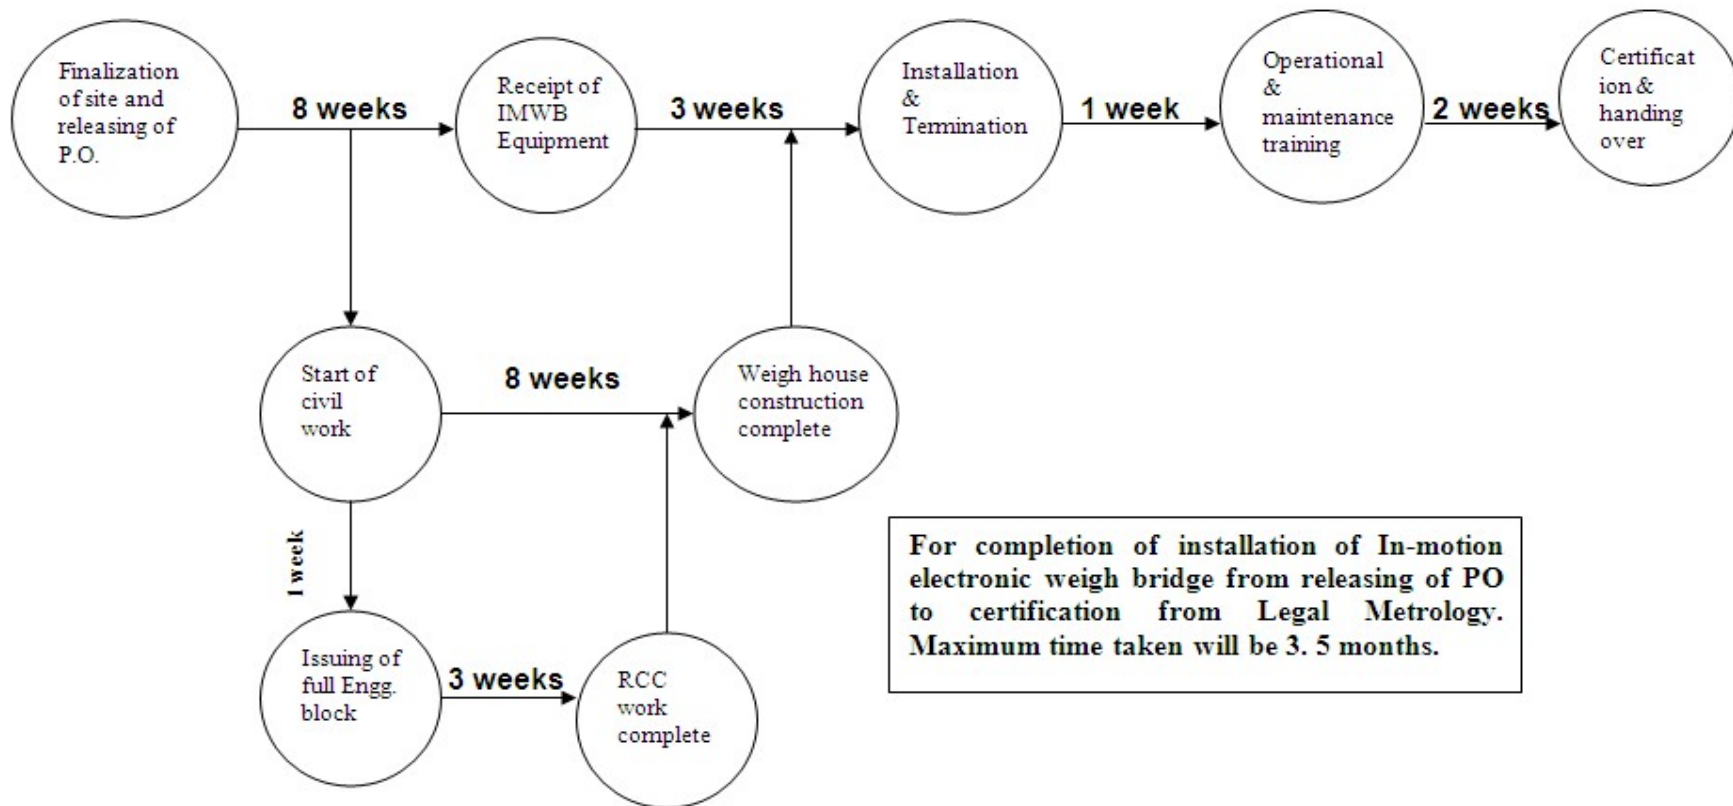 Finalization
of site and
releasing of
P.O.
8 weeks
Receipt of
IMWB
Equipment
3 weeks
Installation
&
Termination
1 week
Operational
&
maintenance
training
2 weeks
Certificat
ion &
handing
over
Start of
civil
work
8 weeks
Weigh house
construction
complete
1 week
Issuing of
full Engg.
block
3 weeks
RCC
work
complete
For completion of installation of In-motion
electronic weigh bridge from releasing of PO
to certification from Legal Metrology.
Maximum time taken will be 3. 5 months.